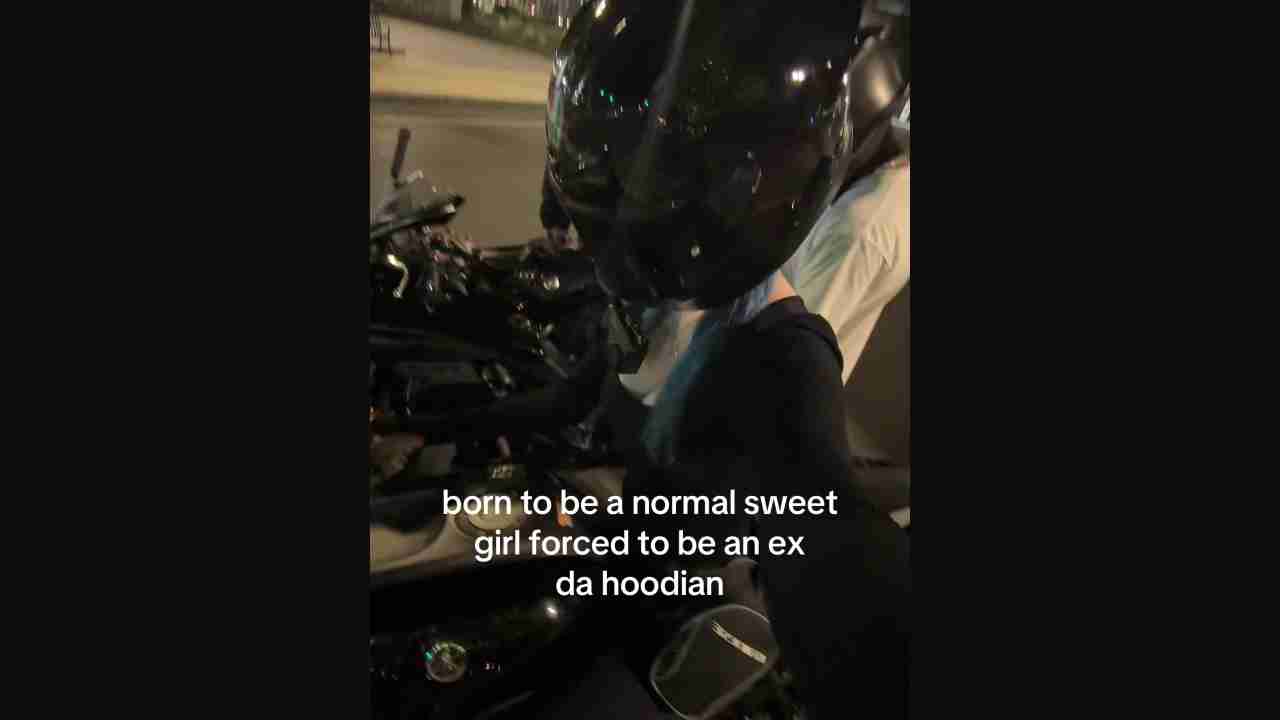 born to be a normal sweet
girl forced to be an ex
da hoodian